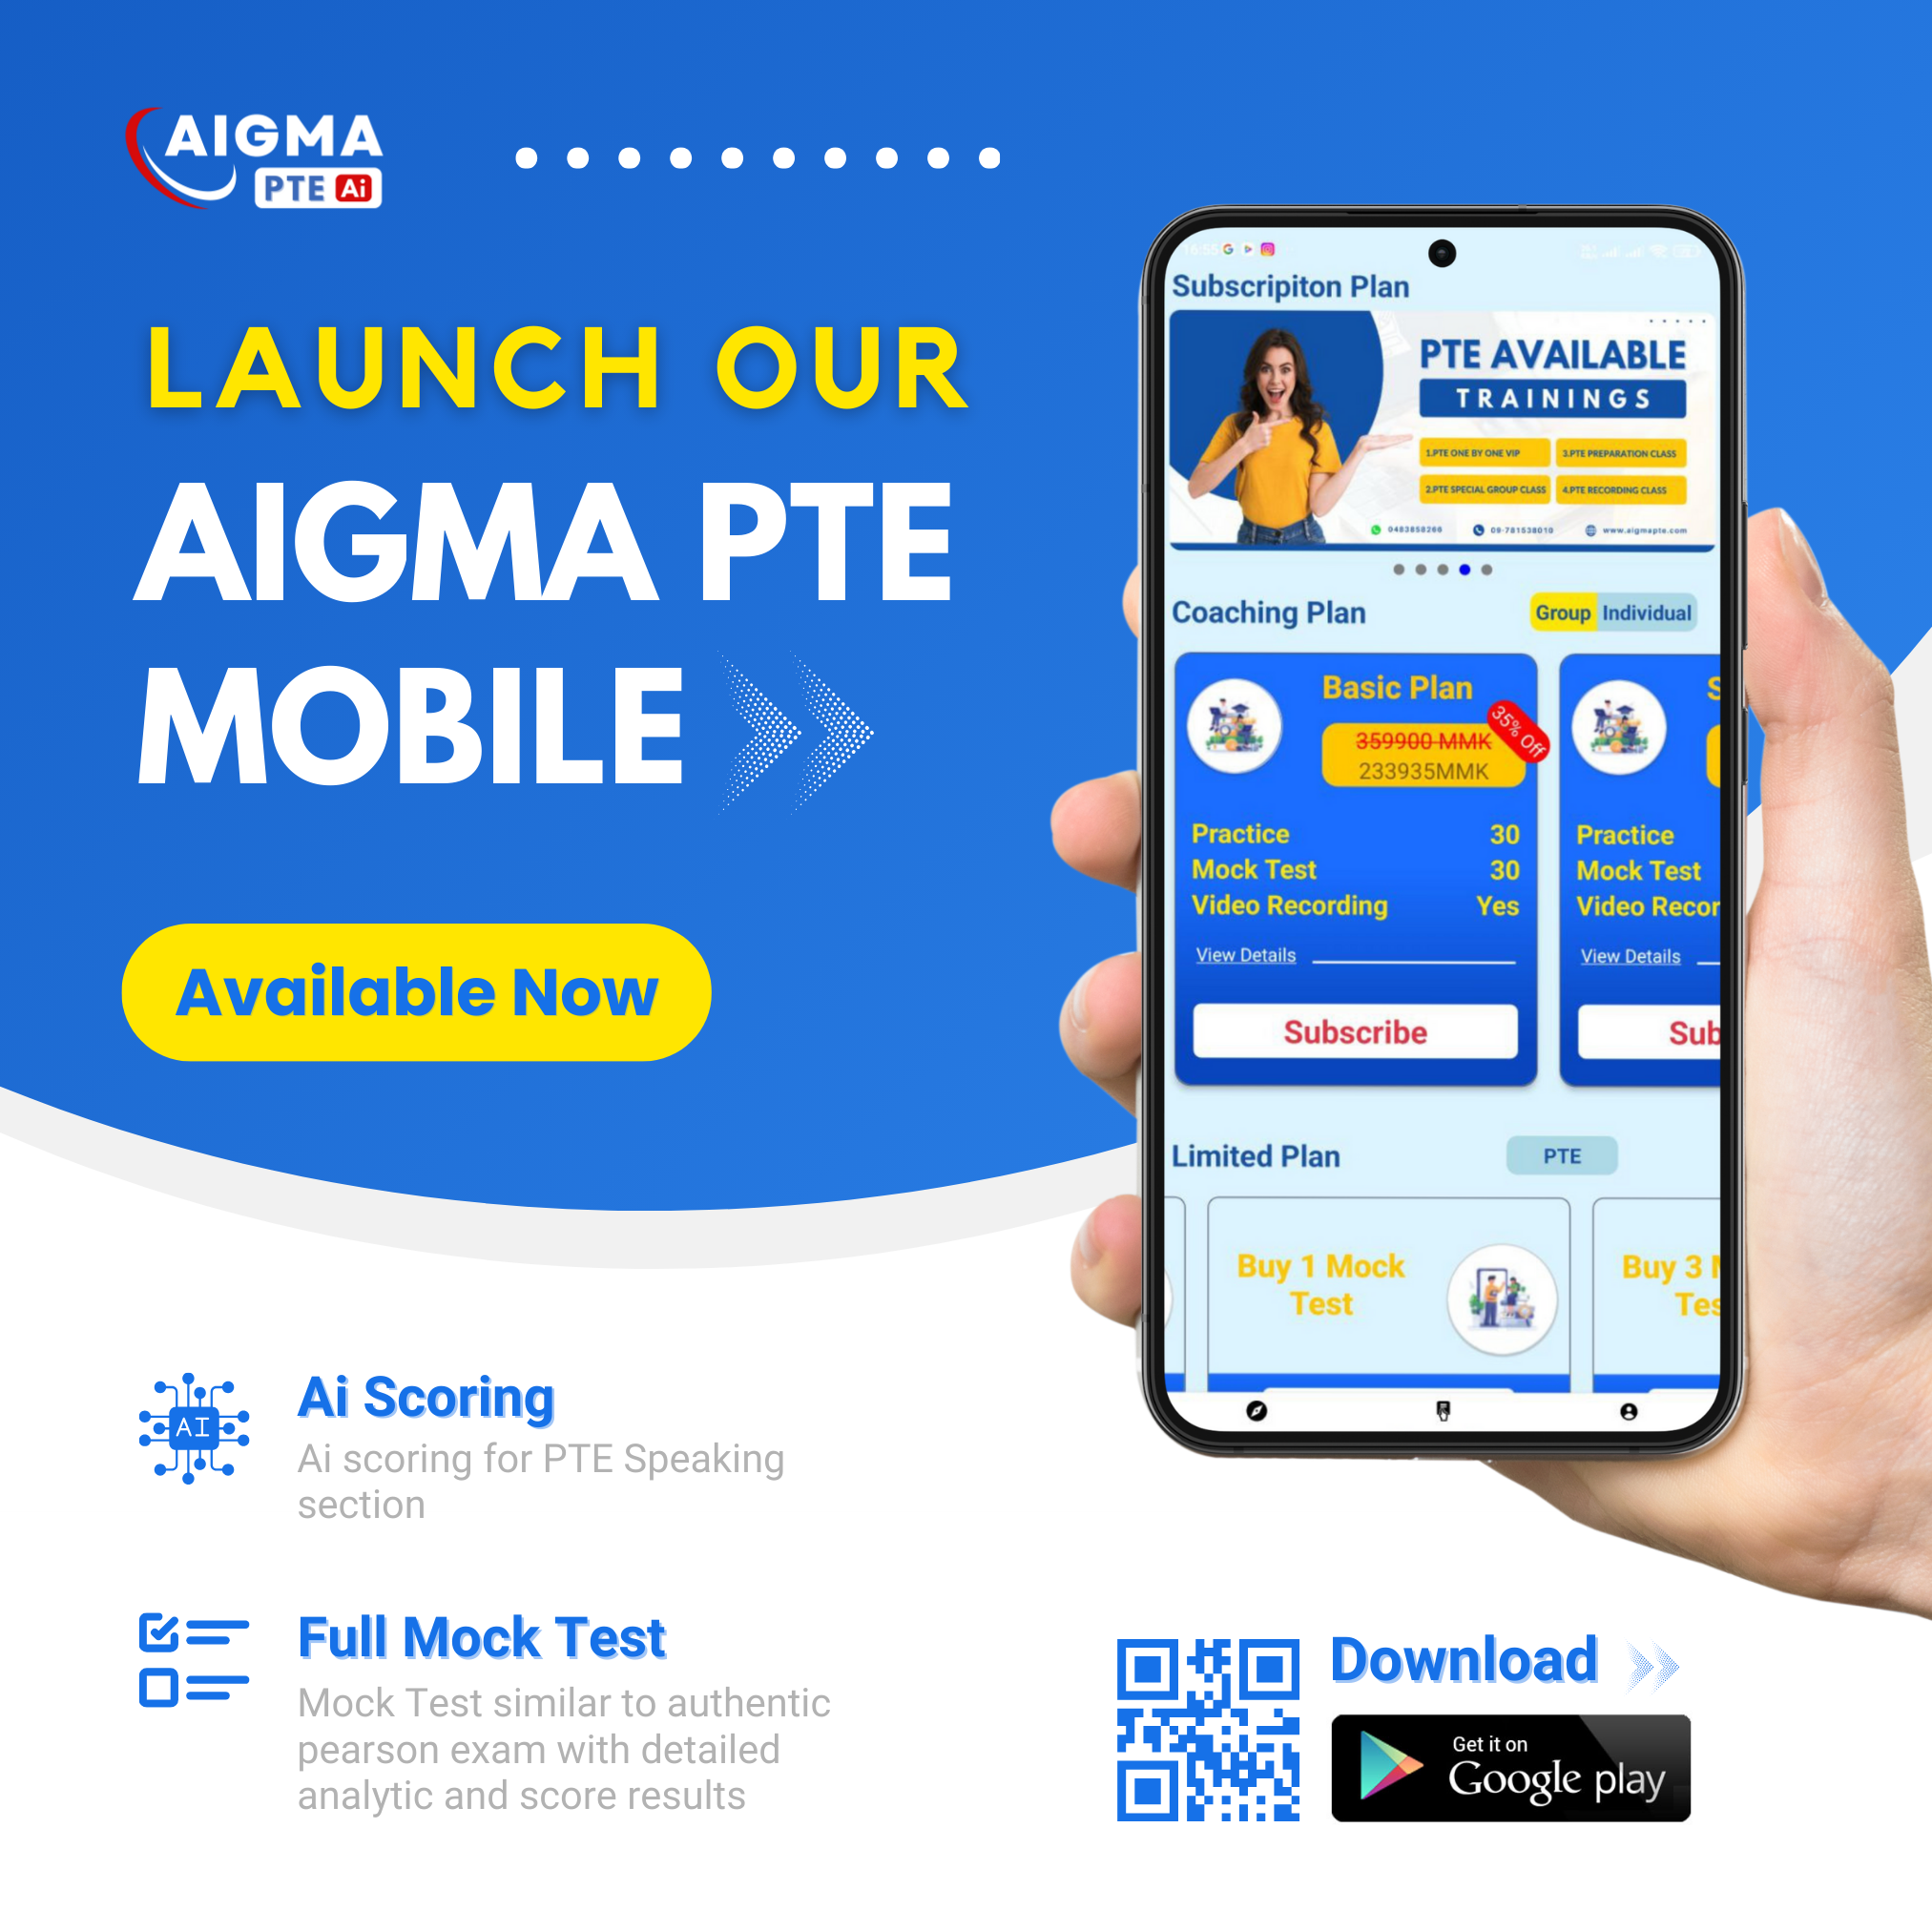 AIGMA
PTE Ai
LAUNCH OUR
AIGMA PTE
MOBILE
Available Now
16:55
Subscripiton Plan
PTE AVAILABLE
TRAININGS
1.PTE ONE BY ONE VIP
3.PTE PREPARATION CLASS
2.PTE SPECIAL GROUP CLASS
4.PTE RECORDING CLASS
0483858266
09-781538010
www.aigmapte.com
Coaching Plan
Group Individual
Basic Plan
35% Off
359900 MMK
233935MMK
Practice 30
Mock Test 30
Video Recording Yes
View Details
Subscribe
S
Practice
Mock Test
Video Recor
View Details
Sub
Limited Plan
PTE
Buy 1 Mock
Test
Buy 3 M
Tes
AI
Ai Scoring
Ai scoring for PTE Speaking
section
Full Mock Test
Mock Test similar to authentic
pearson exam with detailed
analytic and score results
Download
Get it on
Google play